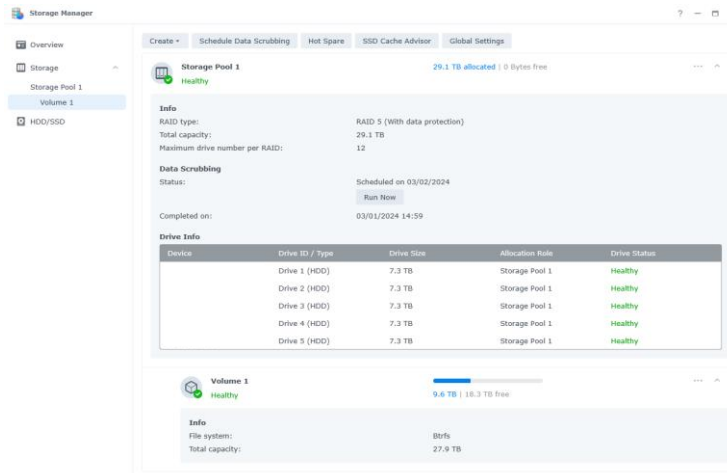 Storage Manager
?
Overview
Storage
Storage Pool 1
Volume 1
HDD/SSD
Create Schedule Data Scrubbing Hot Spare SSD Cache Advisor Global Settings
Storage Pool 1 29.1 TB allocated | 0 Bytes free
Healthy
Info
RAID type: RAID 5 (With data protection)
Total capacity: 29.1 TB
Maximum drive number per RAID: 12
Data Scrubbing
Status: Scheduled on 03/02/2024
Run Now
Completed on: 03/01/2024 14:59
Drive Info
Device Drive ID / Type Drive Size Allocation Role Drive Status
Drive 1 (HDD) 7.3 TB Storage Pool 1 Healthy
Drive 2 (HDD) 7.3 TB Storage Pool 1 Healthy
Drive 3 (HDD) 7.3 TB Storage Pool 1 Healthy
Drive 4 (HDD) 7.3 TB Storage Pool 1 Healthy
Drive 5 (HDD) 7.3 TB Storage Pool 1 Healthy
Volume 1
Healthy 9.6 TB | 18.3 TB free
Info
File system: Btrfs
Total capacity: 27.9 TB